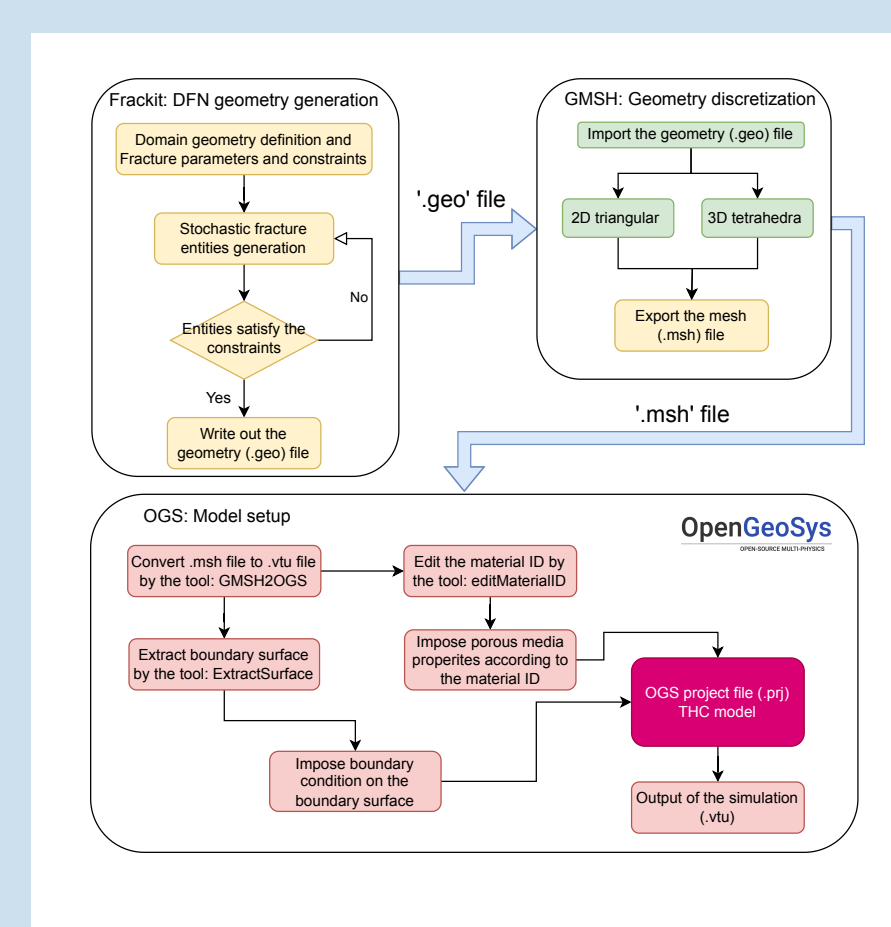 Frackit: DFN geometry generation
Domain geometry definition and
Fracture parameters and constraints
Stochastic fracture
entities generation
No
Entities satisfy the
constraints
Yes
Write out the
geometry (.geo) file
'.geo' file
GMSH: Geometry discretization
Import the geometry (.geo) file
2D triangular
3D tetrahedra
Export the mesh
(.msh) file
'.msh' file
OGS: Model setup
OpenGeoSys
OPEN-SOURCE MULTI-PHYSICS
Convert .msh file to .vtu file
by the tool: GMSH2OGS
Edit the material ID by
the tool: editMaterialID
Extract boundary surface
by the tool: ExtractSurface
Impose porous media
properites according to
the material ID
OGS project file (.prj)
THC model
Impose boundary
condition on the
boundary surface
Output of the simulation
(.vtu)